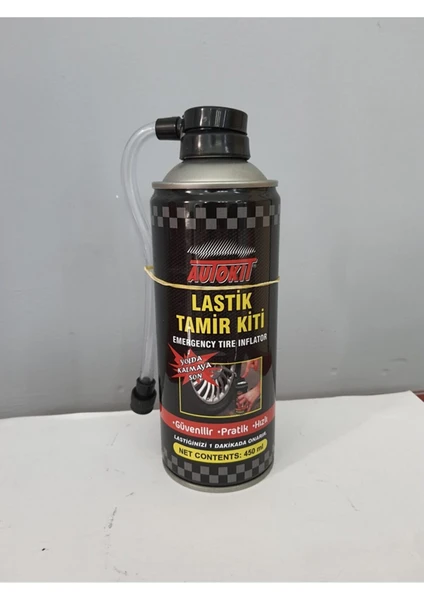 AUTOKIT
LASTİK
TAMİR KİTİ
EMERGENCY TIRE INFLATOR
YOLDA
KALMAYA
SON
•Güvenilir •Pratik •Hızlı
LASTİĞİNİZİ 1 DAKİKADA ONARIR
NET CONTENTS: 450 ml